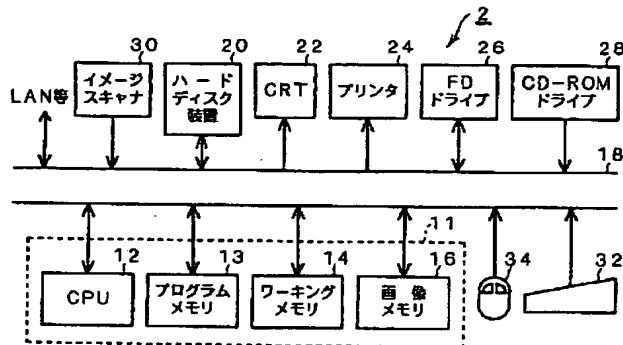 2
30
20
22
24
26
28
LAN等
イメージ
スキャナ
ハード
ディスク
装置
CRT
プリンタ
FD
ドライブ
CD-ROM
ドライブ
18
11
12
13
14
16
34
32
CPU
プログラム
メモリ
ワーキング
メモリ
画像
メモリ